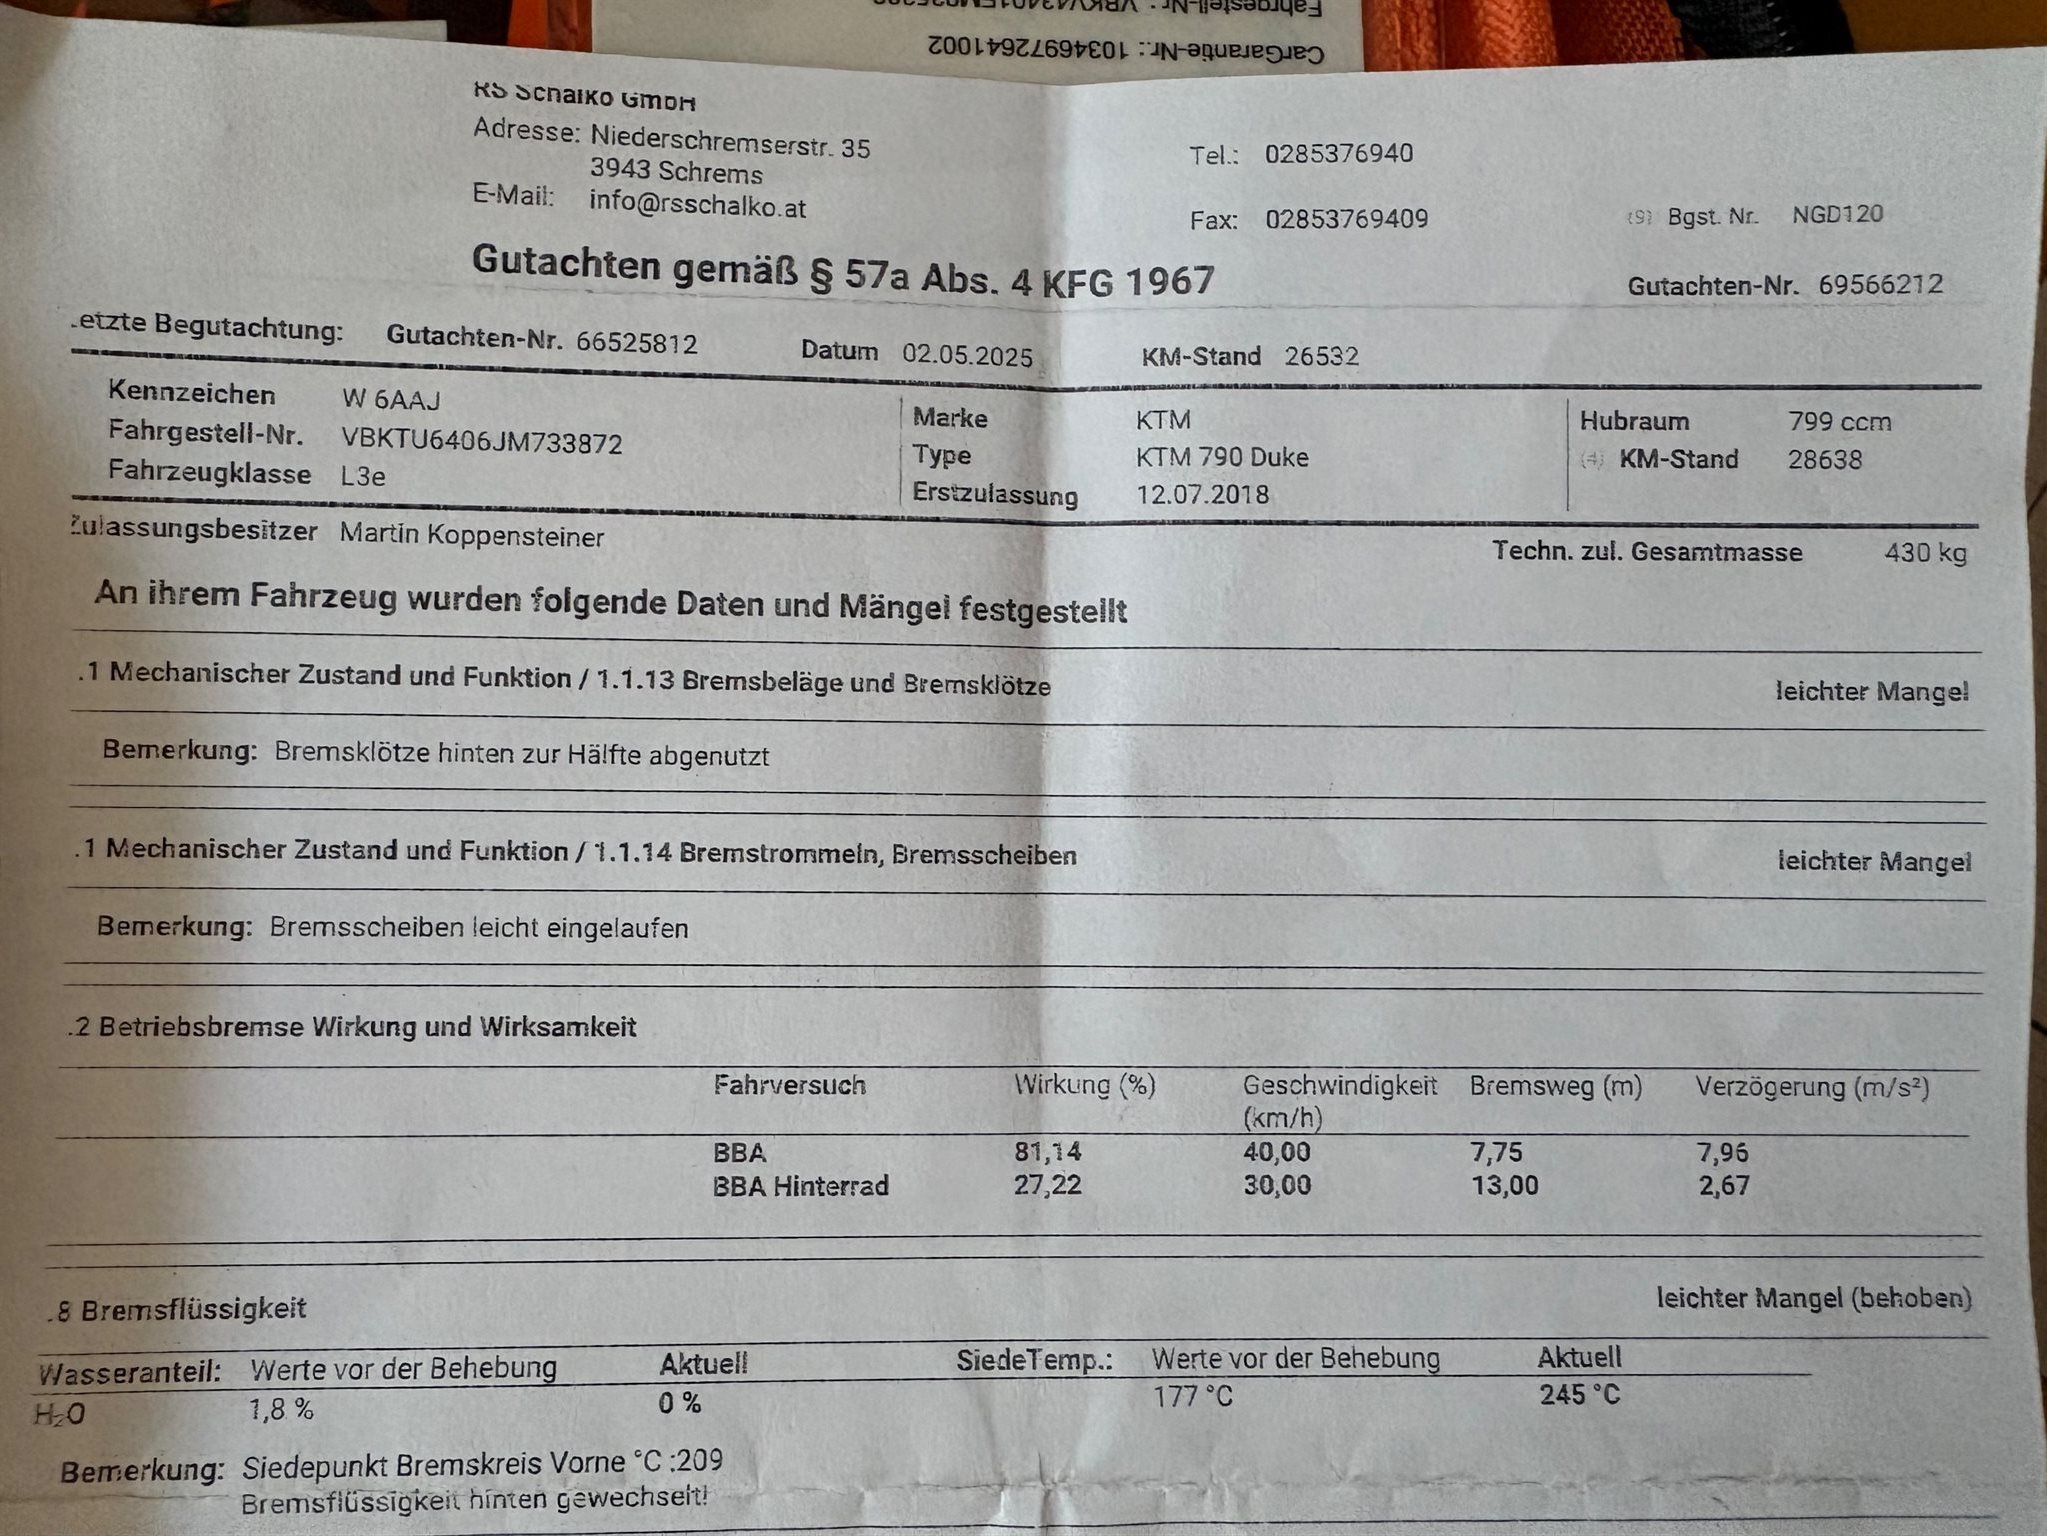 CarGarantie-Nr.: 10346972641002
RS Schalko GmbH
Adresse: Niederschremserstr. 35
3943 Schrems
E-Mail: info@rsschalko.at
Tel.: 0285376940
Fax: 02853769409
(9) Bgst. Nr. NGD120
Gutachten gemäß § 57a Abs. 4 KFG 1967
Gutachten-Nr. 69566212
etzte Begutachtung: Gutachten-Nr. 66525812 Datum 02.05.2025 KM-Stand 26532
Kennzeichen W 6AAJ
Fahrgestell-Nr. VBKTU6406JM733872
Fahrzeugklasse L3e
Marke KTM
Type KTM 790 Duke
Erstzulassung 12.07.2018
Hubraum 799 ccm
(4) KM-Stand 28638
Zulassungsbesitzer Martin Koppensteiner
Techn. zul. Gesamtmasse 430 kg
An ihrem Fahrzeug wurden folgende Daten und Mängel festgestellt
.1 Mechanischer Zustand und Funktion / 1.1.13 Bremsbeläge und Bremsklötze leichter Mangel
Bemerkung: Bremsklötze hinten zur Hälfte abgenutzt
.1 Mechanischer Zustand und Funktion / 1.1.14 Bremstrommeln, Bremsscheiben leichter Mangel
Bemerkung: Bremsscheiben leicht eingelaufen
.2 Betriebsbremse Wirkung und Wirksamkeit
Fahrversuch Wirkung (%) Geschwindigkeit (km/h) Bremsweg (m) Verzögerung (m/s²)
BBA 81,14 40,00 7,75 7,96
BBA Hinterrad 27,22 30,00 13,00 2,67
.8 Bremsflüssigkeit leichter Mangel (behoben)
Wasseranteil: Werte vor der Behebung Aktuell SiedeTemp.: Werte vor der Behebung Aktuell
H₂O 1,8 % 0 % 177 °C 245 °C
Bemerkung: Siedepunkt Bremskreis Vorne °C :209
Bremsflüssigkeit hinten gewechselt!